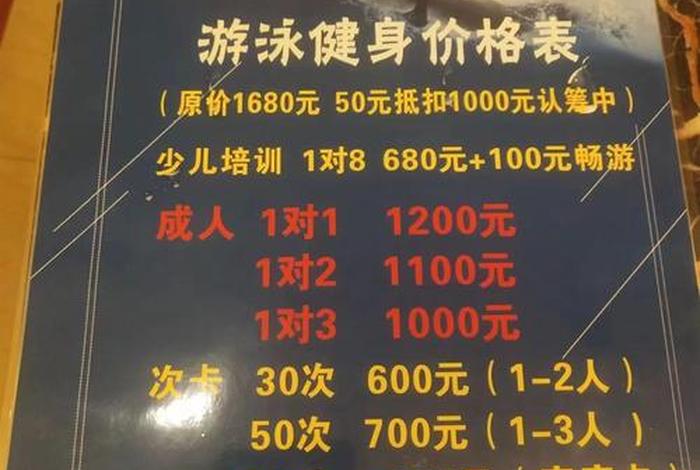 游泳健身价格表
(原价1680元 50元抵扣1000元认筹中)
少儿培训 1对8 680元+100元畅游
成人 1对1 1200元
1对2 1100元
1对3 1000元
次卡 30次 600元(1-2人)
50次 700元(1-3人)